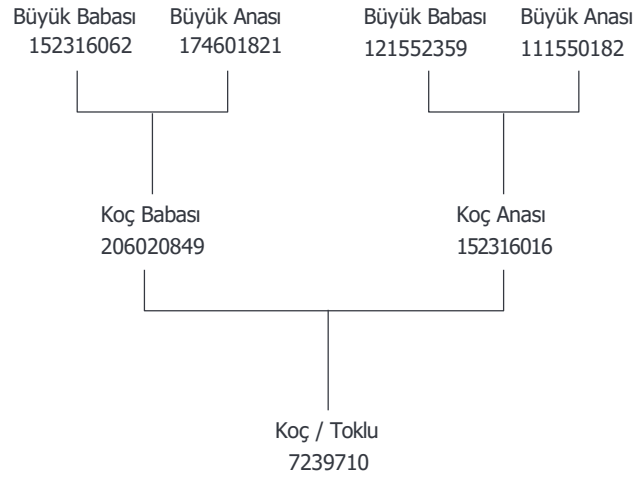 Büyük Babası Büyük Anası Büyük Babası Büyük Anası
152316062 174601821 121552359 111550182
Koç Babası Koç Anası
206020849 152316016
Koç / Toklu
7239710